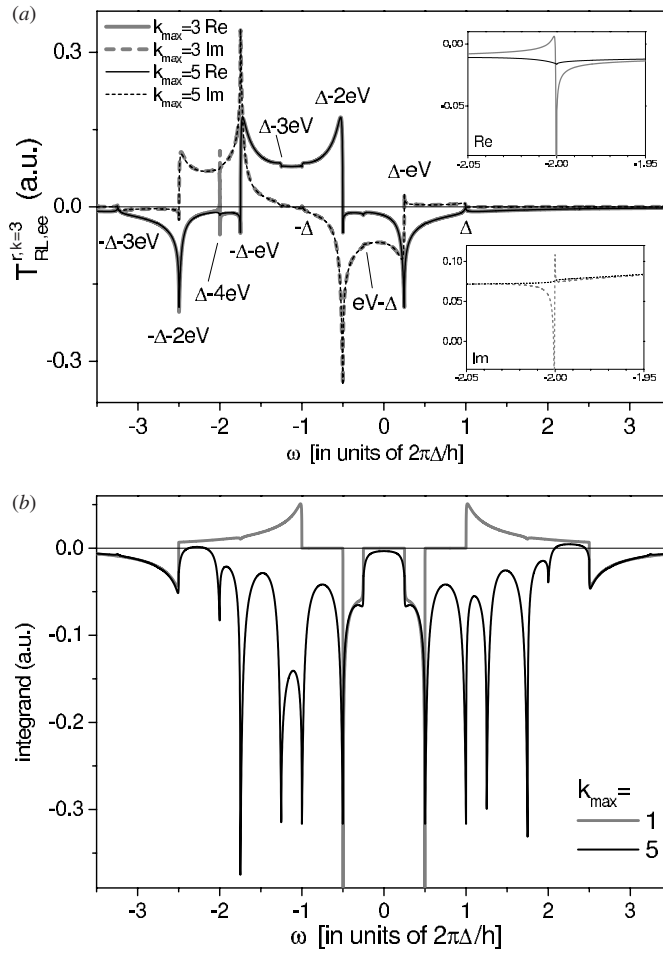 (a)
0.3
0.0
-0.3
T^{r,k=3}_{RL,ee} (a.u.)
k_max=3 Re
k_max=3 Im
k_max=5 Re
k_max=5 Im
Δ-2eV
Δ-3eV
Δ-eV
-Δ-3eV
Δ-4eV
-Δ-eV
-Δ
Δ
eV-Δ
-Δ-2eV
0,00
-0,05
Re
-2,05 -2,00 -1,95
0,10
0,05
0,00
Im
-2,05 -2,00 -1,95
-3 -2 -1 0 1 2 3
ω [in units of 2πΔ/h]
(b)
0.0
-0.1
-0.2
-0.3
integrand (a.u.)
k_max=
1
5
-3 -2 -1 0 1 2 3
ω [in units of 2πΔ/h]